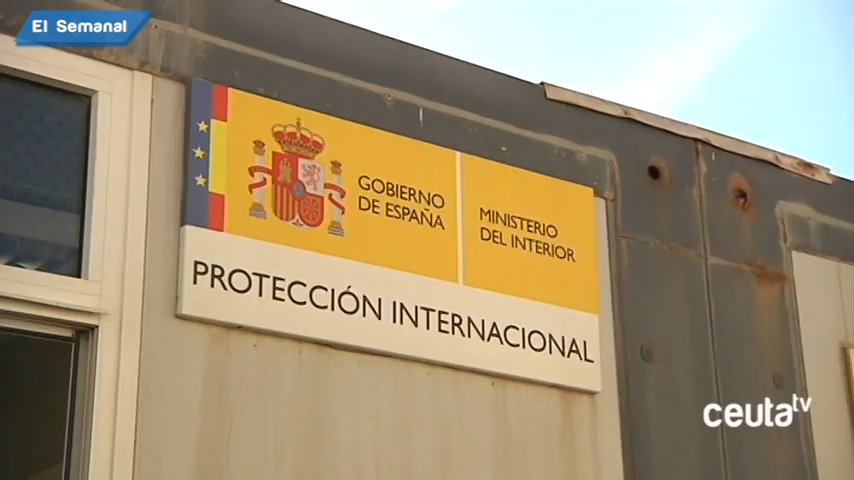 El Semanal
GOBIERNO
DE ESPAÑA
MINISTERIO
DEL INTERIOR
PROTECCIÓN INTERNACIONAL
ceuta tv